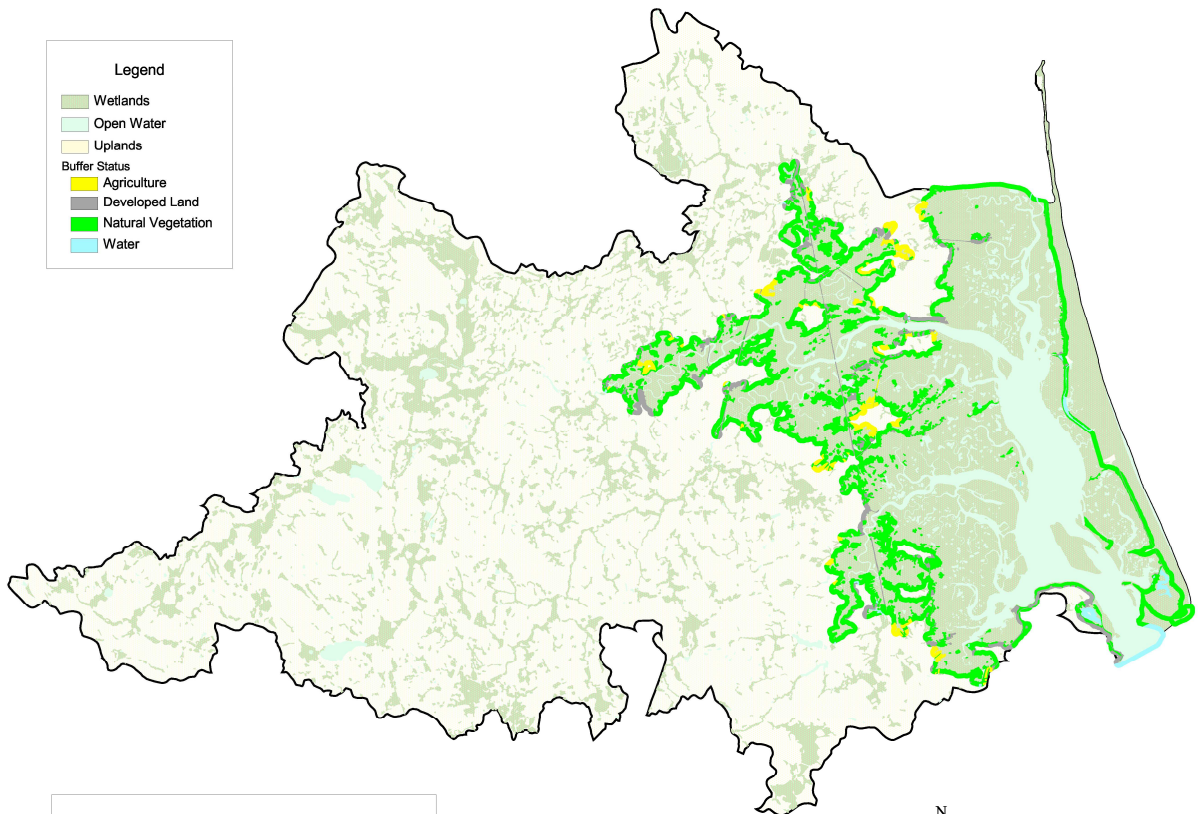 Legend
Wetlands
Open Water
Uplands
Buffer Status
Agriculture
Developed Land
Natural Vegetation
Water
N